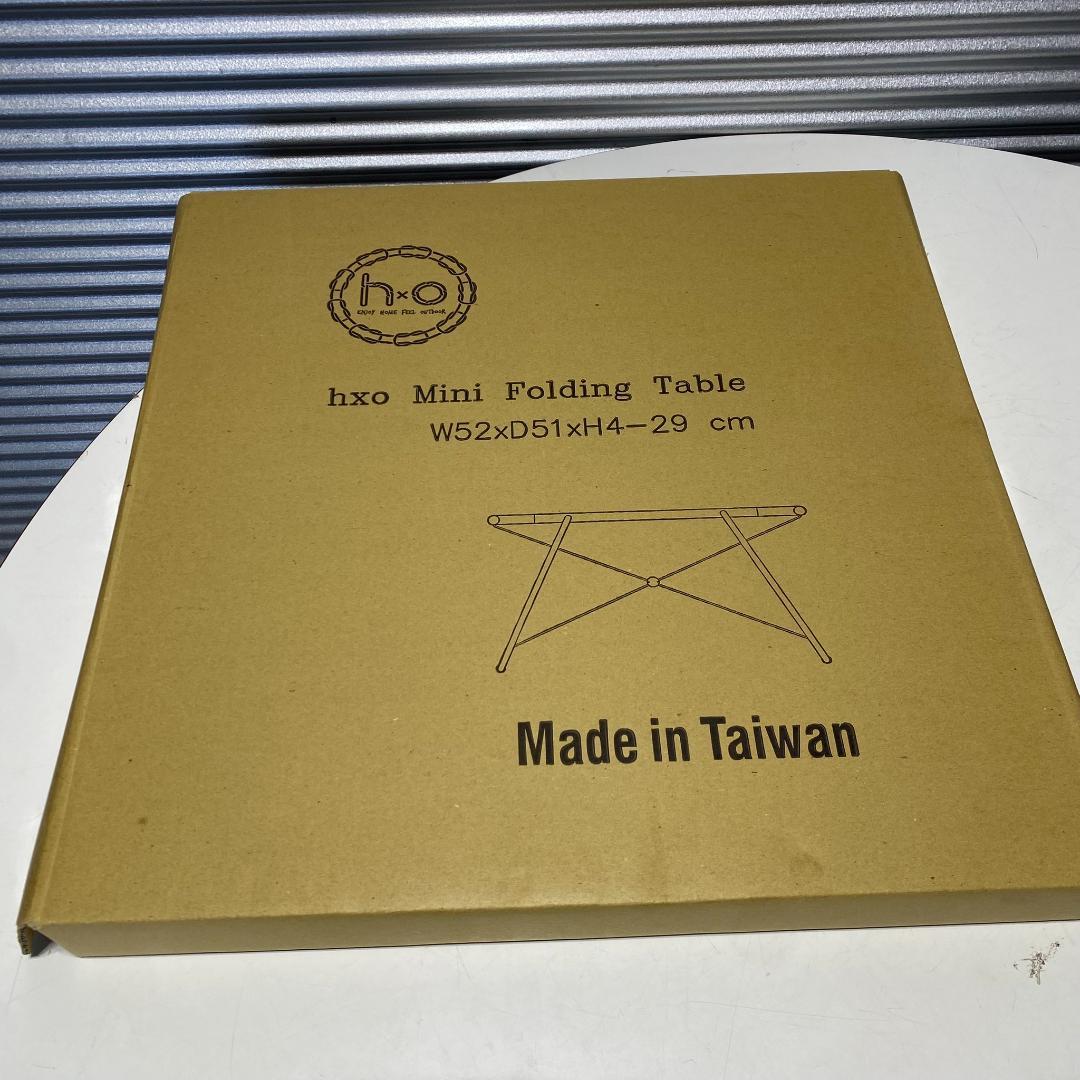 h×o
ENJOY HOME FEEL OUTDOOR
hxo Mini Folding Table
W52xD51xH4-29 cm
Made in Taiwan